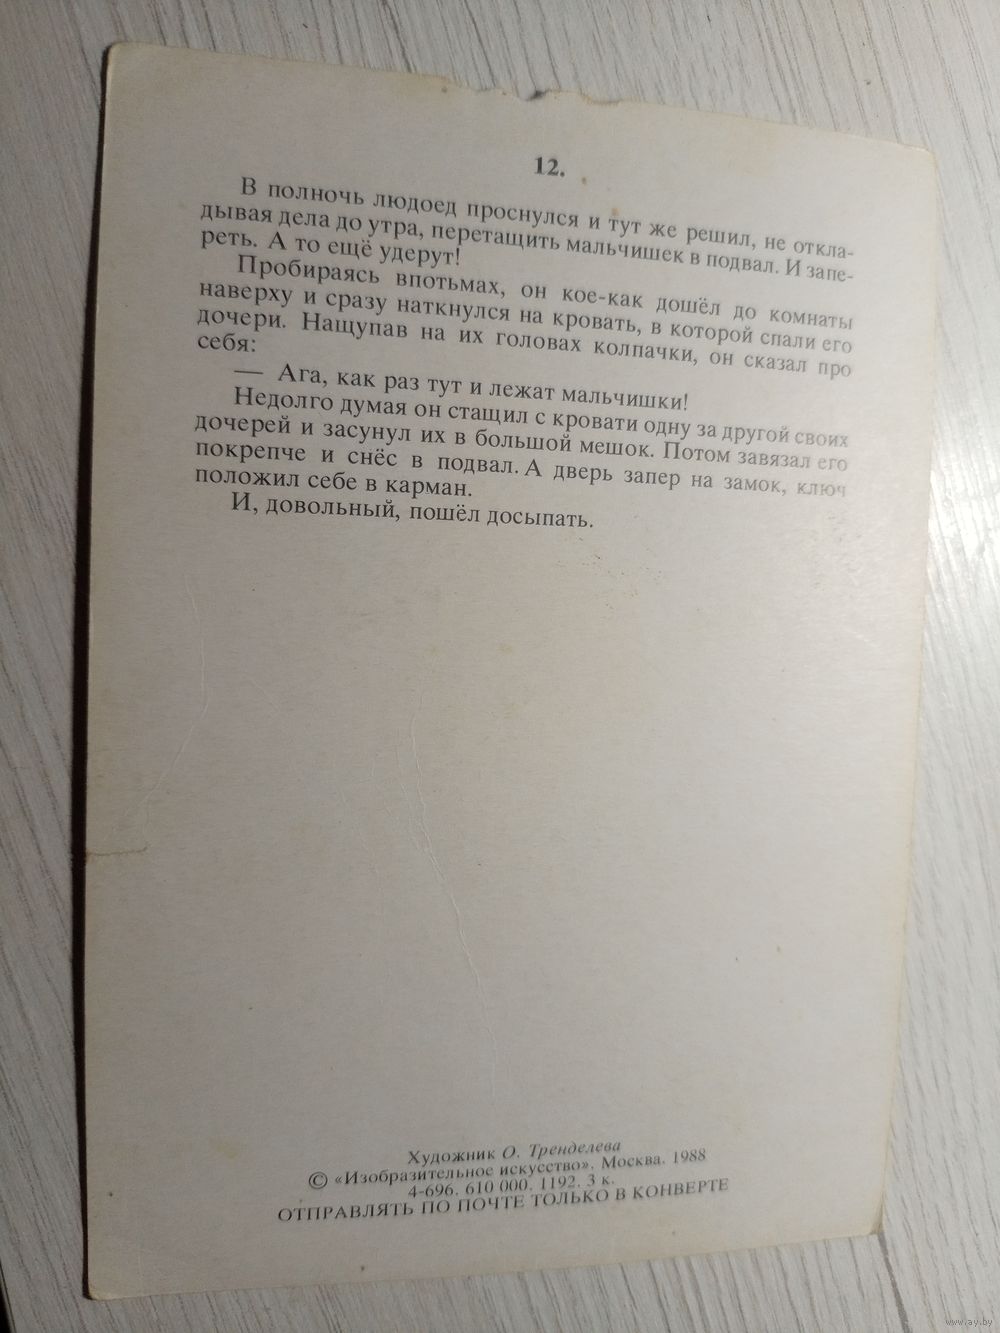 12.
В полночь людоед проснулся и тут же решил, не откла-
дывая дела до утра, перетащить мальчишек в подвал. И запе-
реть. А то ещё удерут!
Пробираясь впотьмах, он кое-как дошёл до комнаты
наверху и сразу наткнулся на кровать, в которой спали его
дочери. Нащупав на их головах колпачки, он сказал про
себя:
— Ага, как раз тут и лежат мальчишки!
Недолго думая он стащил с кровати одну за другой своих
дочерей и засунул их в большой мешок. Потом завязал его
покрепче и снёс в подвал. А дверь запер на замок, ключ
положил себе в карман.
И, довольный, пошёл досыпать.
Художник О. Тренделева
© «Изобразительное искусство». Москва. 1988
4-696. 610 000. 1192. 3 к.
ОТПРАВЛЯТЬ ПО ПОЧТЕ ТОЛЬКО В КОНВЕРТЕ
www.ay.by